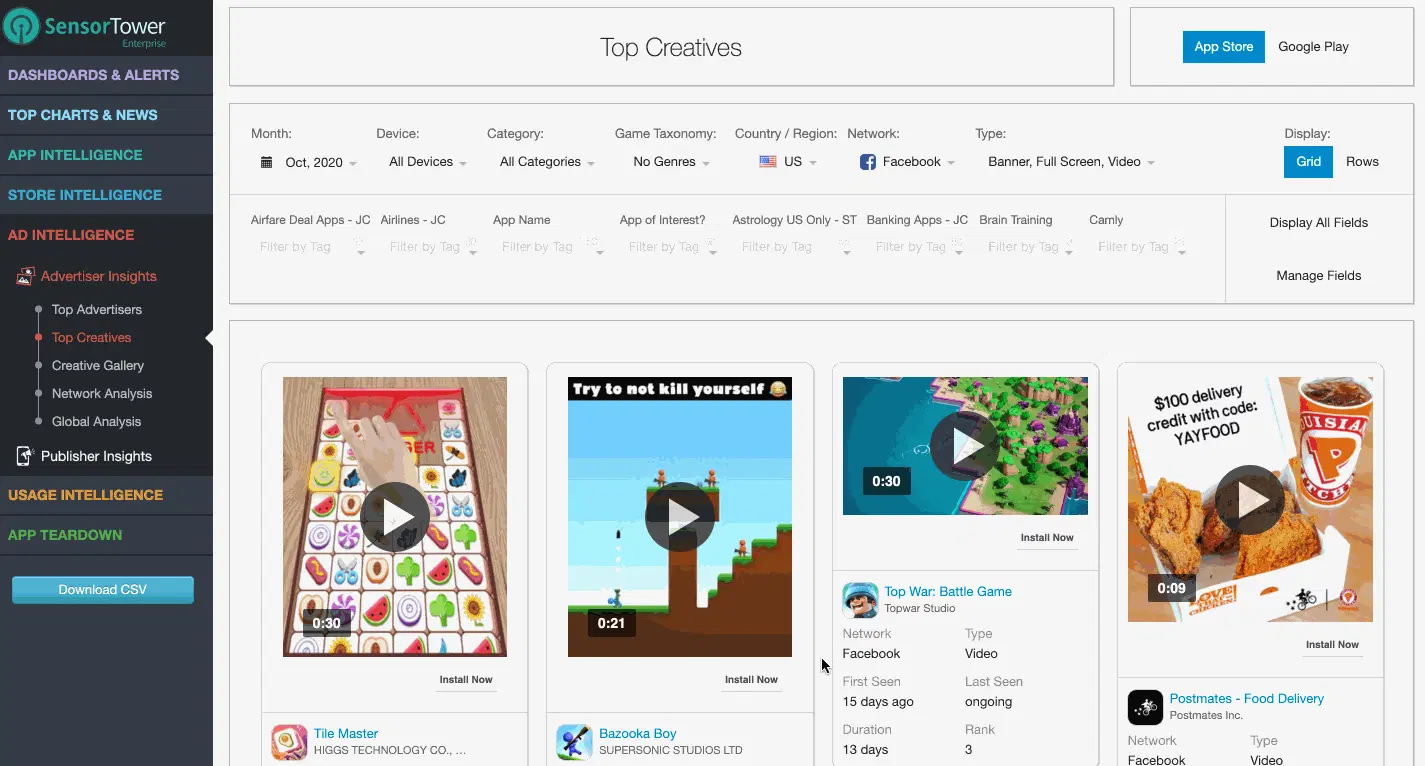 SensorTower
Enterprise
DASHBOARDS & ALERTS
TOP CHARTS & NEWS
APP INTELLIGENCE
STORE INTELLIGENCE
AD INTELLIGENCE
Advertiser Insights
Top Advertisers
Top Creatives
Creative Gallery
Network Analysis
Global Analysis
Publisher Insights
USAGE INTELLIGENCE
APP TEARDOWN
Download CSV
Top Creatives
App Store Google Play
Month: Device: Category: Game Taxonomy: Country / Region: Network: Type: Display:
Oct, 2020 All Devices All Categories No Genres US Facebook Banner, Full Screen, Video Grid Rows
Airfare Deal Apps - JC Airlines - JC App Name App of Interest? Astrology US Only - ST Banking Apps - JC Brain Training Camly
Filter by Tag Filter by Tag Filter by Tag Filter by Tag Filter by Tag Filter by Tag Filter by Tag Filter by Tag
Display All Fields
Manage Fields
0:30
Install Now
Tile Master
HIGGS TECHNOLOGY CO., ...
Try to not kill yourself
0:21
Install Now
Bazooka Boy
SUPERSONIC STUDIOS LTD
0:30
Install Now
Top War: Battle Game
Topwar Studio
Network Type
Facebook Video
First Seen Last Seen
15 days ago ongoing
Duration Rank
13 days 3
$100 delivery
credit with code:
YAYFOOD
0:09
Install Now
Postmates - Food Delivery
Postmates Inc.
Network Type
Facebook Video